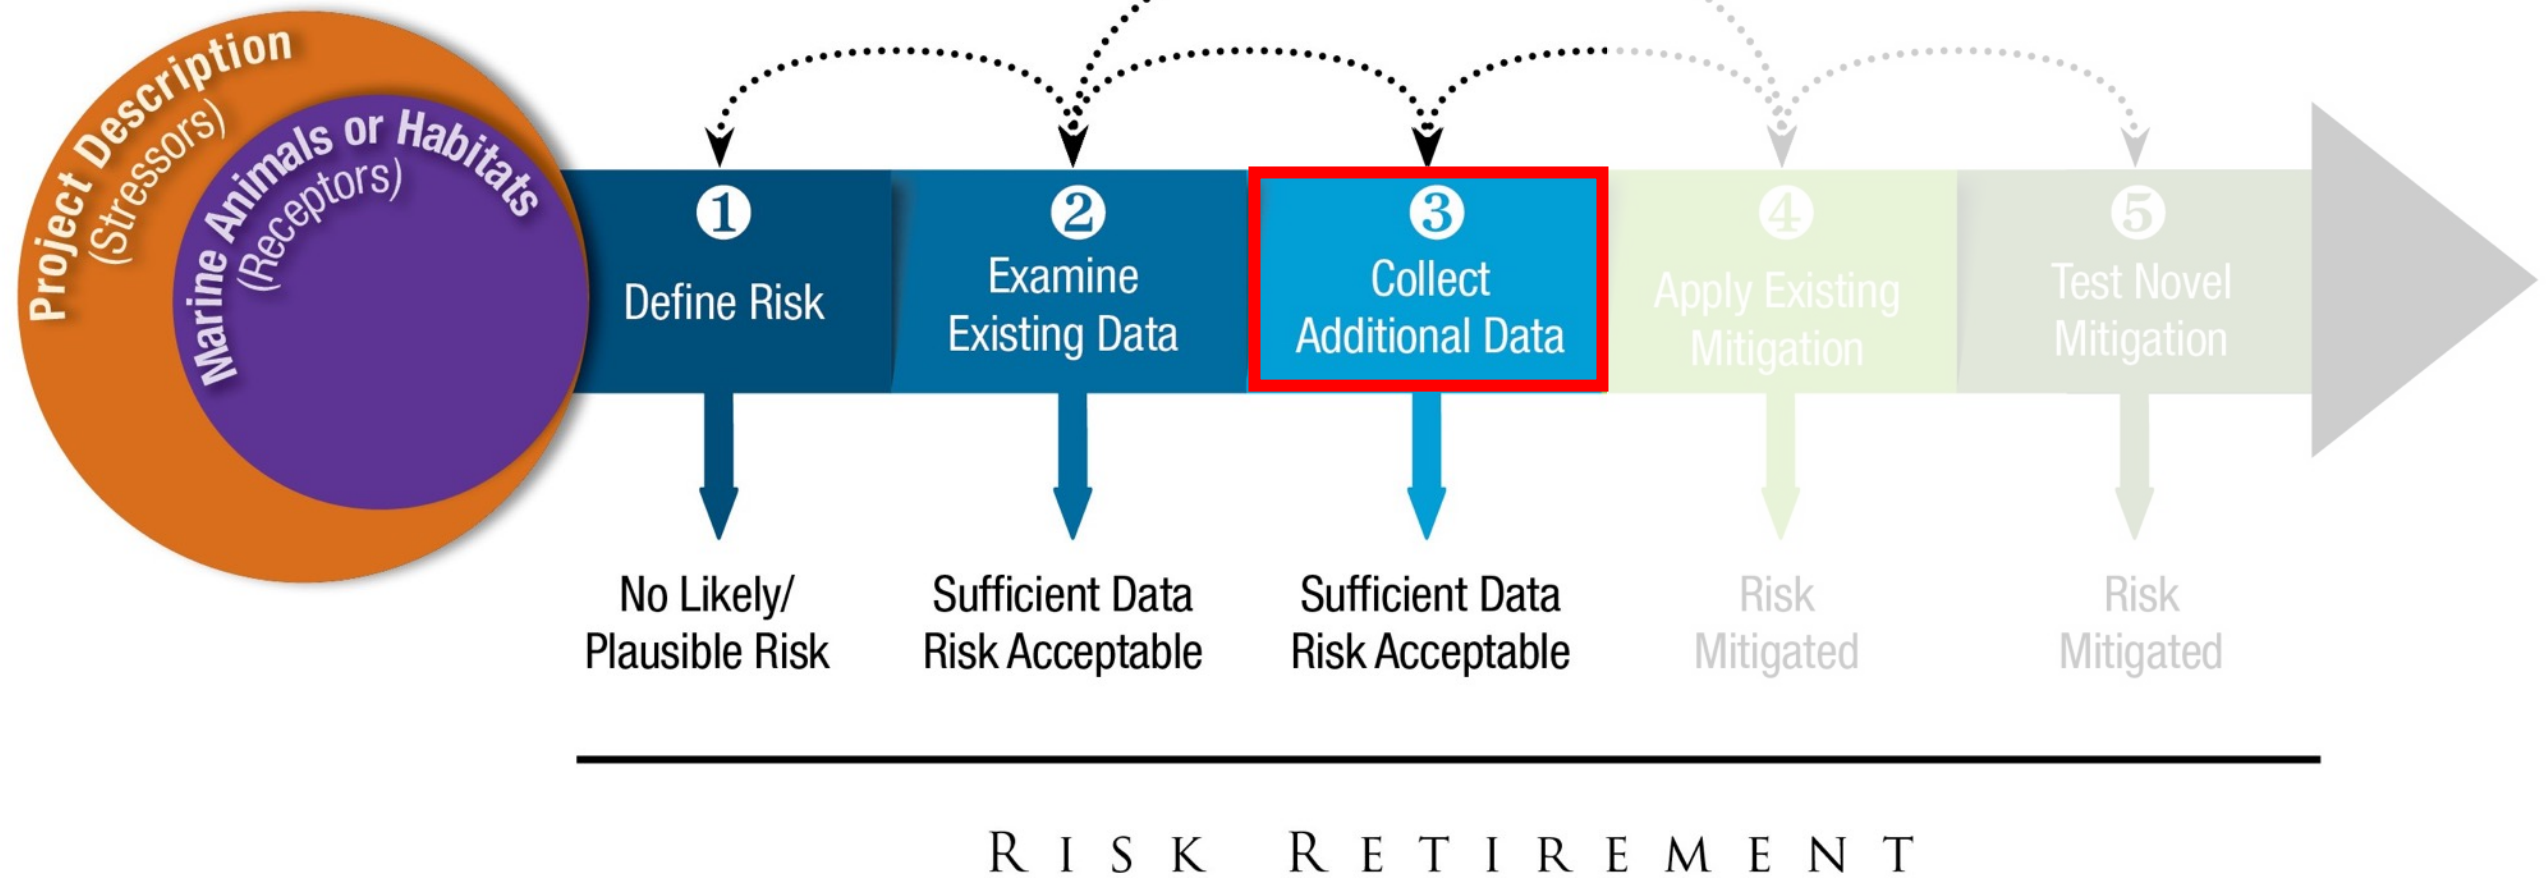 Project Description
(Stressors)
Marine Animals or Habitats
(Receptors)
1
Define Risk
2
Examine
Existing Data
3
Collect
Additional Data
4
Apply Existing
Mitigation
5
Test Novel
Mitigation
No Likely/
Plausible Risk
Sufficient Data
Risk Acceptable
Sufficient Data
Risk Acceptable
Risk
Mitigated
Risk
Mitigated
RISK RETIREMENT